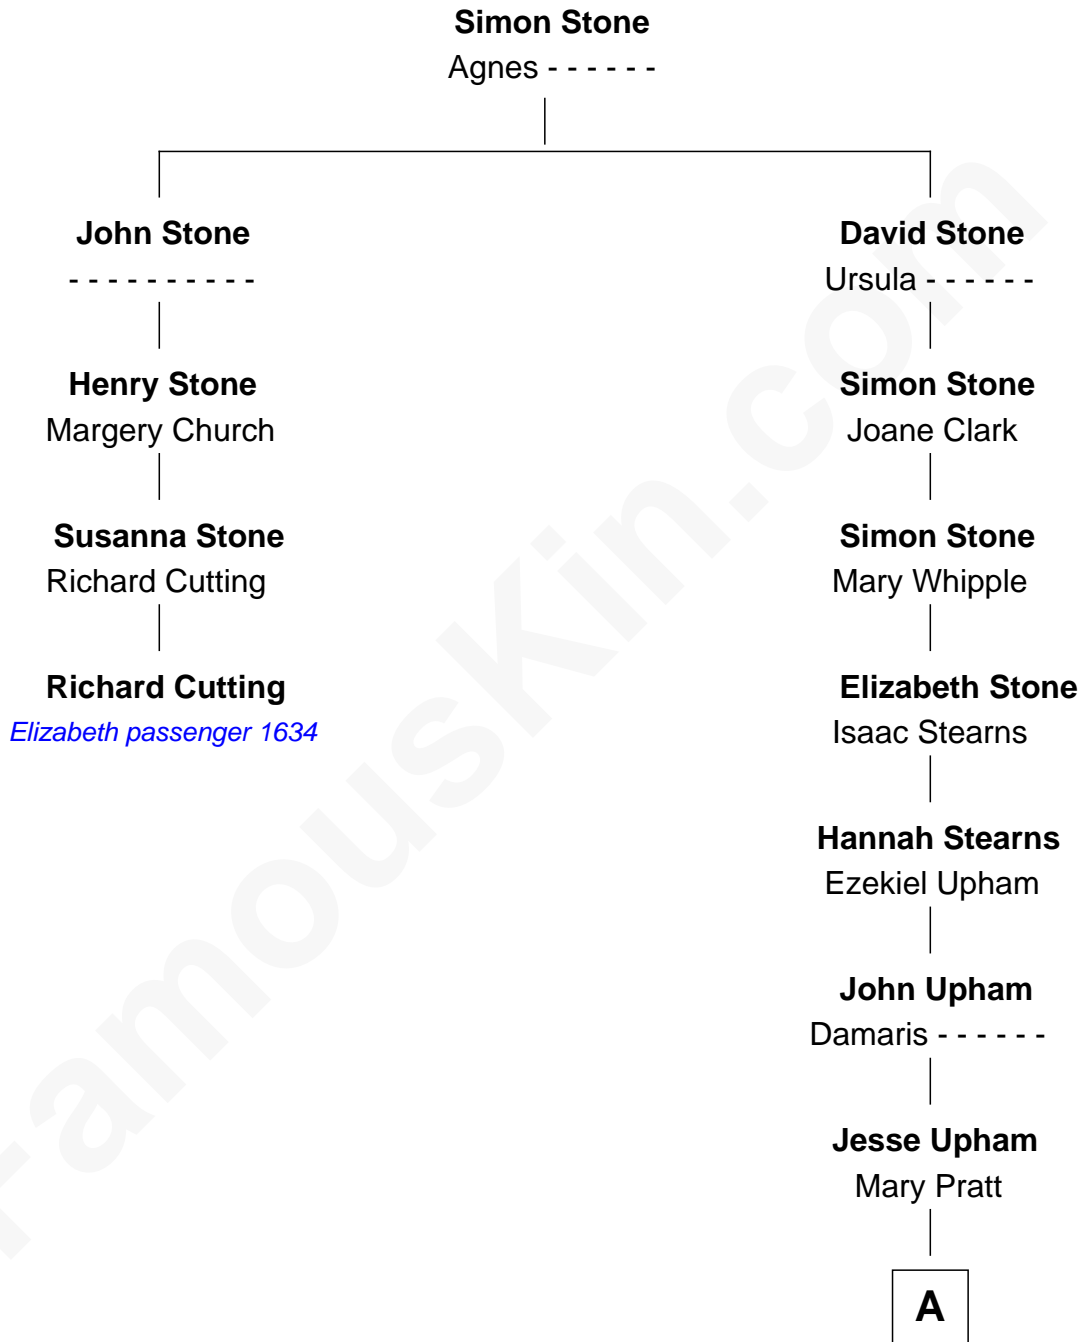 Simon Stone
Agnes - - - - - -
John Stone
- - - - - - - - - -
Henry Stone
Margery Church
Susanna Stone
Richard Cutting
Richard Cutting
Elizabeth passenger 1634
David Stone
Ursula - - - - - -
Simon Stone
Joane Clark
Simon Stone
Mary Whipple
Elizabeth Stone
Isaac Stearns
Hannah Stearns
Ezekiel Upham
John Upham
Damaris - - - - - -
Jesse Upham
Mary Pratt
A
FamousKin.com